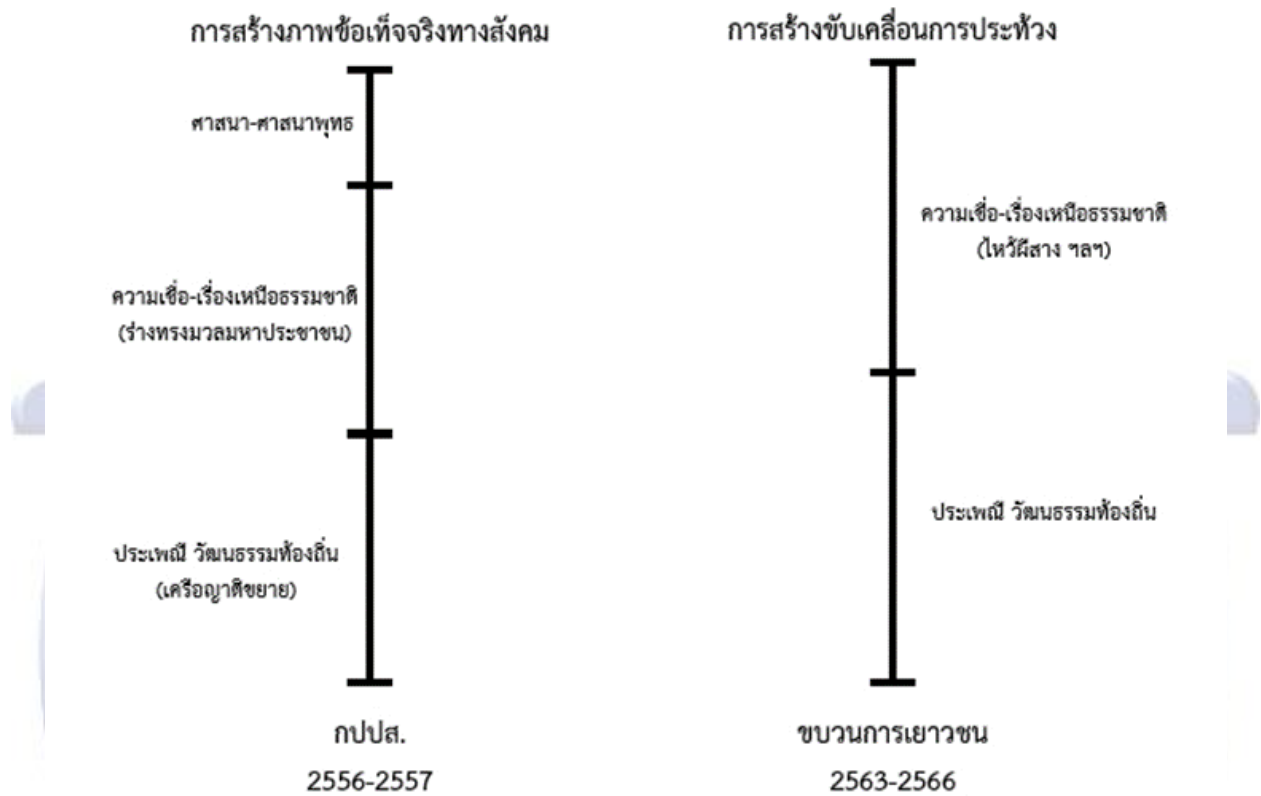 การสร้างภาพข้อเท็จจริงทางสังคม
ศาสนา-ศาสนาพุทธ
ความเชื่อ-เรื่องเหนือธรรมชาติ
(ร่างทรงมวลมหาประชาชน)
ประเพณี วัฒนธรรมท้องถิ่น
(เครือญาติขยาย)
กปปส.
2556-2557
การสร้างขับเคลื่อนการประท้วง
ความเชื่อ-เรื่องเหนือธรรมชาติ
(ไหว้ผีสาง ฯลฯ)
ประเพณี วัฒนธรรมท้องถิ่น
ขบวนการเยาวชน
2563-2566